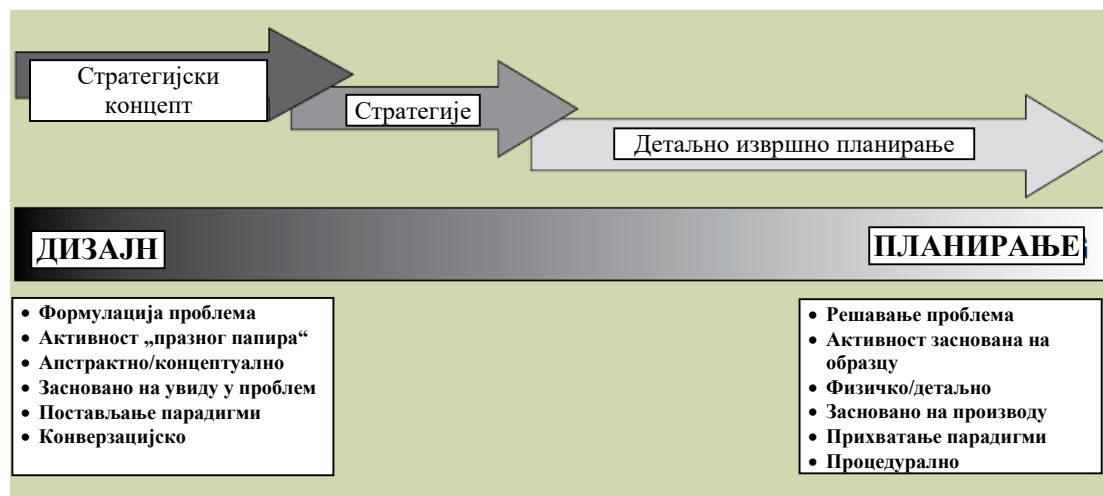 Стратегијски
концепт
Стратегије
Детаљно извршно планирање
ДИЗАЈН
ПЛАНИРАЊЕ
• Формулација проблема
• Активност „празног папира“
• Апстрактно/концептуално
• Засновано на увиду у проблем
• Постављање парадигми
• Конверзацијско
• Решавање проблема
• Активност заснована на
обрасцу
• Физичко/детаљно
• Засновано на производу
• Прихватање парадигми
• Процедурално